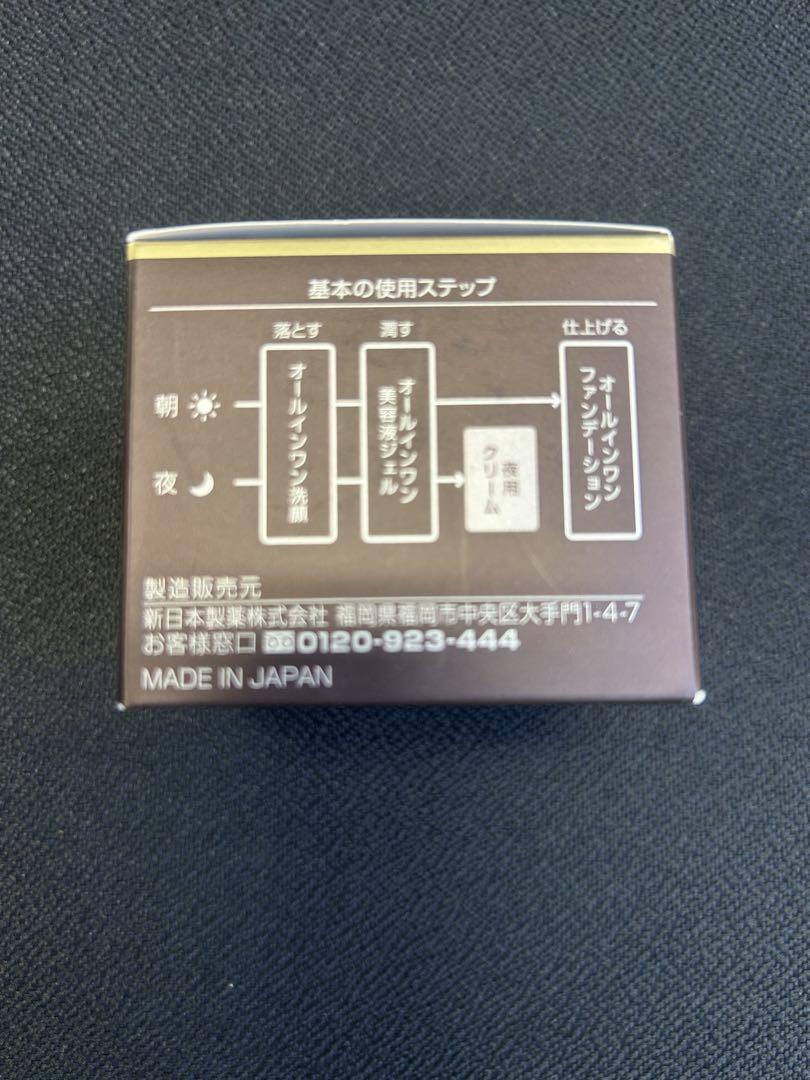 基本の使用ステップ
落とす
潤す
仕上げる
朝
夜
オールインワン洗顔
オールインワン
美容液ジェル
夜用
クリーム
オールインワン
ファンデーション
製造販売元
新日本製薬株式会社 福岡県福岡市中央区大手門1-4-7
お客様窓口 0120-923-444
MADE IN JAPAN